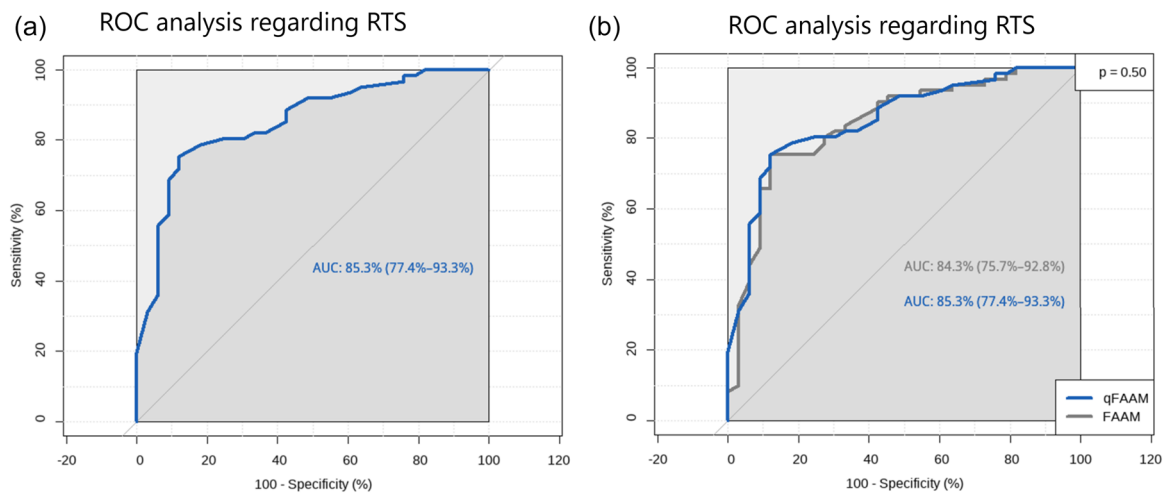 (a) ROC analysis regarding RTS
100
80
60
40
20
0
Sensitivity (%)
AUC: 85.3% (77.4%–93.3%)
-20 0 20 40 60 80 100 120
100 - Specificity (%)
(b) ROC analysis regarding RTS
p = 0.50
100
80
60
40
20
0
Sensitivity (%)
AUC: 84.3% (75.7%–92.8%)
AUC: 85.3% (77.4%–93.3%)
qFAAM
FAAM
-20 0 20 40 60 80 100 120
100 - Specificity (%)